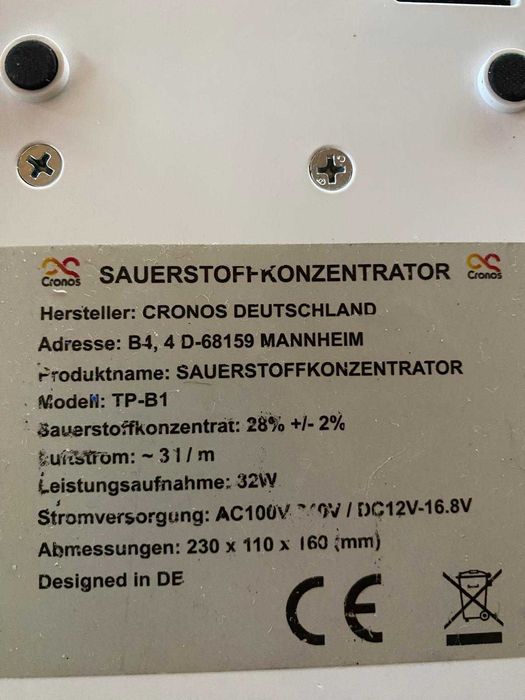 Cronos SAUERSTOFFKONZENTRATOR Cronos
Hersteller: CRONOS DEUTSCHLAND
Adresse: B4, 4 D-68159 MANNHEIM
Produktname: SAUERSTOFFKONZENTRATOR
Modell: TP-B1
Sauerstoffkonzentrat: 28% +/- 2%
Luftstrom: ~ 3 l / m
Leistungsaufnahme: 32W
Stromversorgung: AC100V / DC12V-16.8V
Abmessungen: 230 x 110 x 160 (mm)
Designed in DE
CE